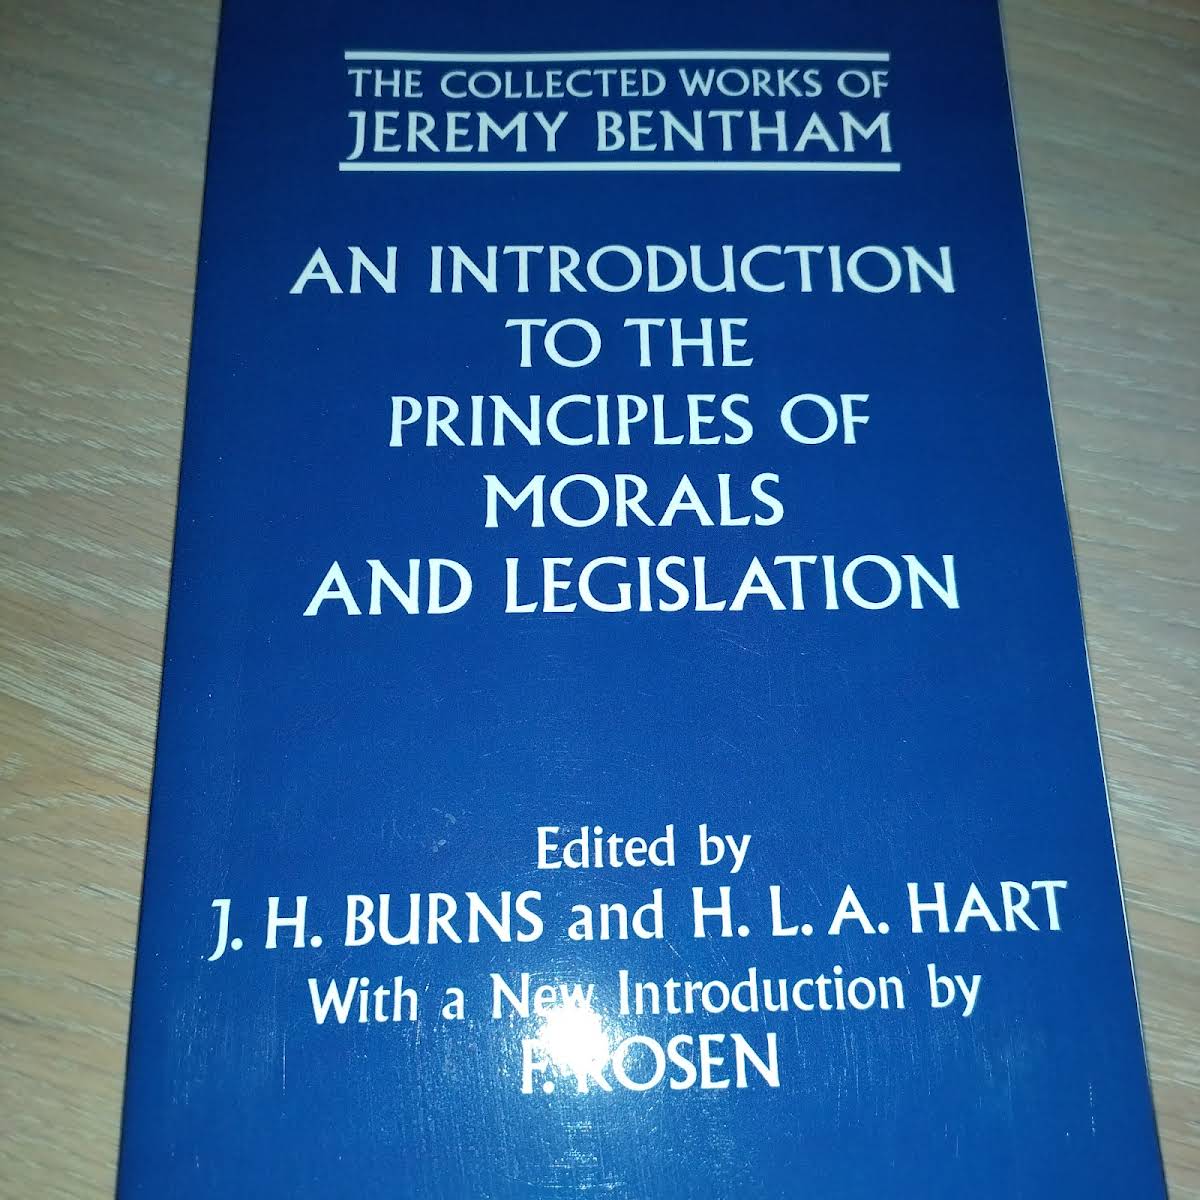 THE COLLECTED WORKS OF
JEREMY BENTHAM
AN INTRODUCTION
TO THE
PRINCIPLES OF
MORALS
AND LEGISLATION
Edited by
J. H. BURNS and H. L. A. HART
With a New Introduction by
F. ROSEN